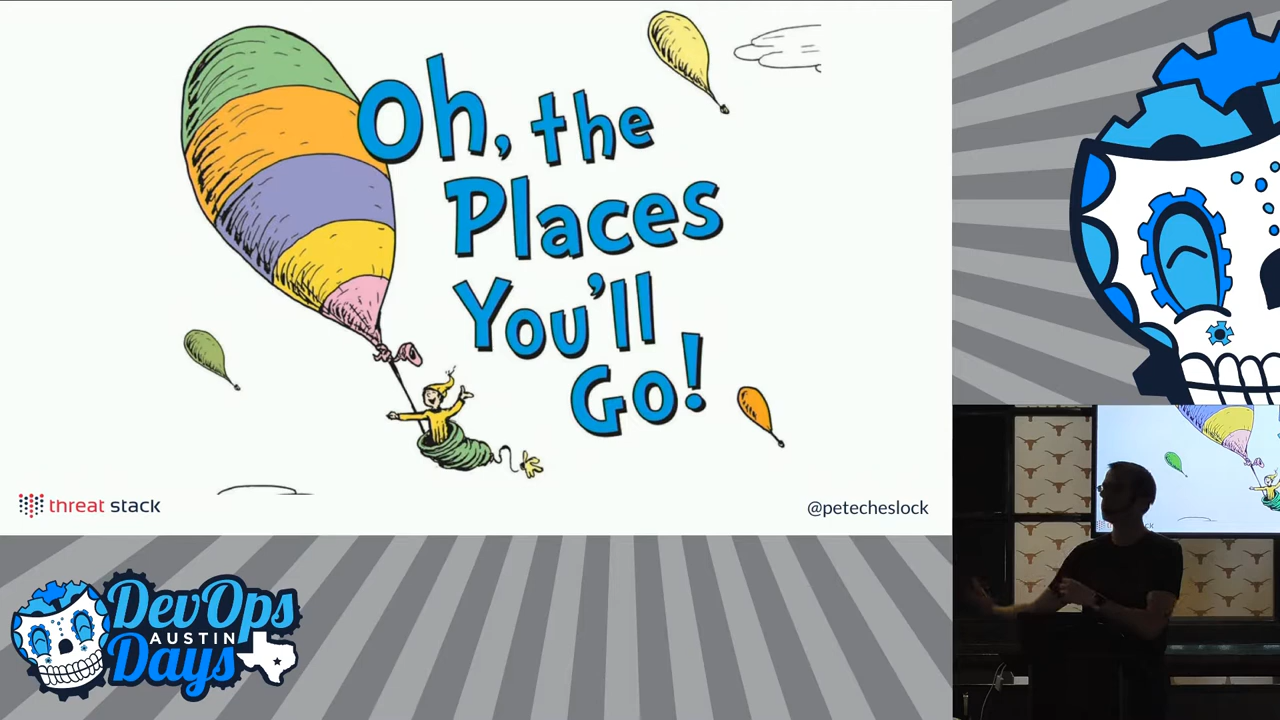 Oh, the
Places
You'll
Go!
threat stack
@petecheslock
DevOps
AUSTIN
Days